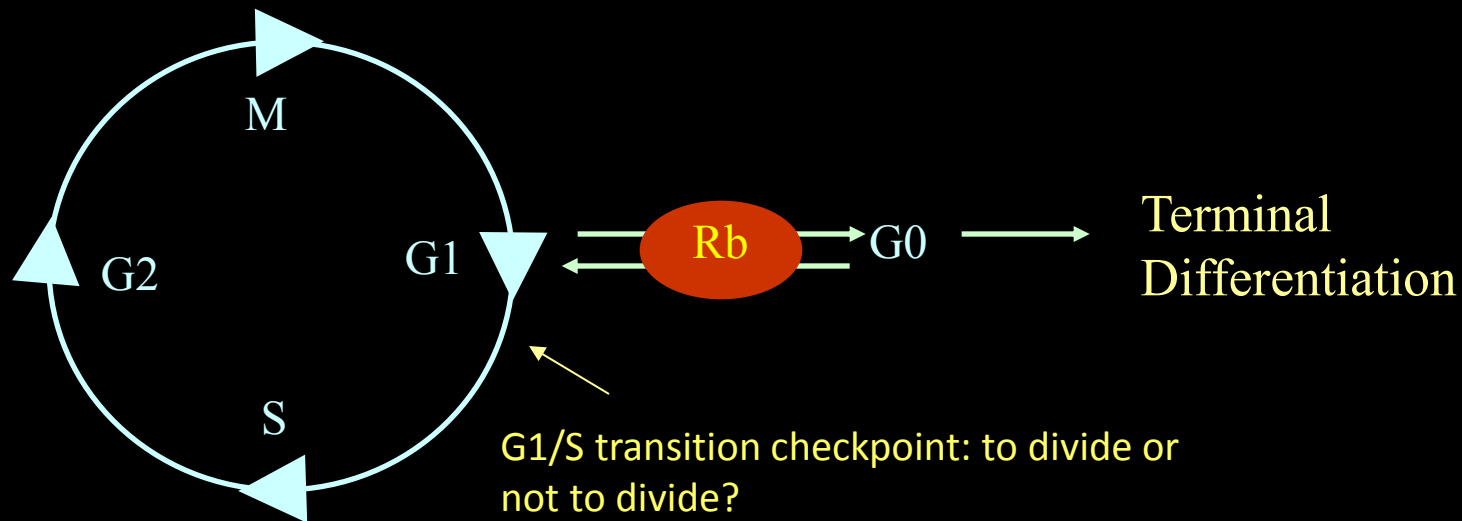 M
G1
G2
S
Rb
G0
Terminal
Differentiation
G1/S transition checkpoint: to divide or
not to divide?